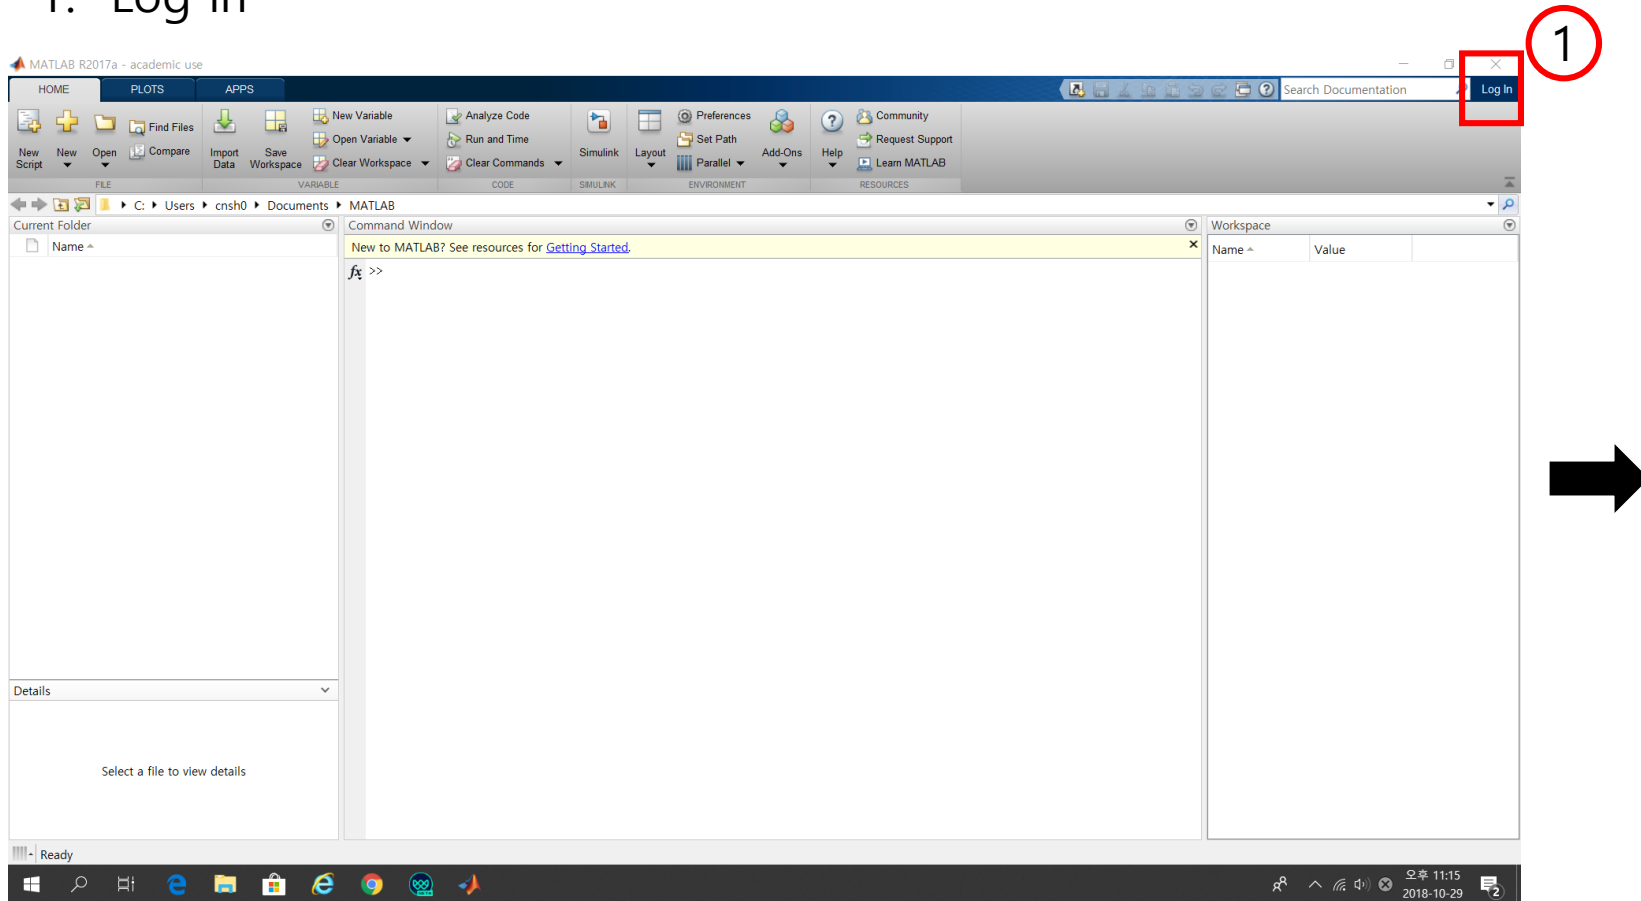 1. Log in
1
MATLAB R2017a - academic use
HOME PLOTS APPS
Search Documentation
Log In
New Script
New
Open
Find Files
Compare
Import Data
Save Workspace
New Variable
Open Variable
Clear Workspace
Analyze Code
Run and Time
Clear Commands
Simulink
Layout
Preferences
Set Path
Parallel
Add-Ons
Help
Community
Request Support
Learn MATLAB
FILE VARIABLE CODE SIMULINK ENVIRONMENT RESOURCES
C: Users cnsh0 Documents MATLAB
Current Folder
Name
Command Window
New to MATLAB? See resources for Getting Started.
fx >>
Workspace
Name Value
Details
Select a file to view details
Ready
오후 11:15
2018-10-29
2